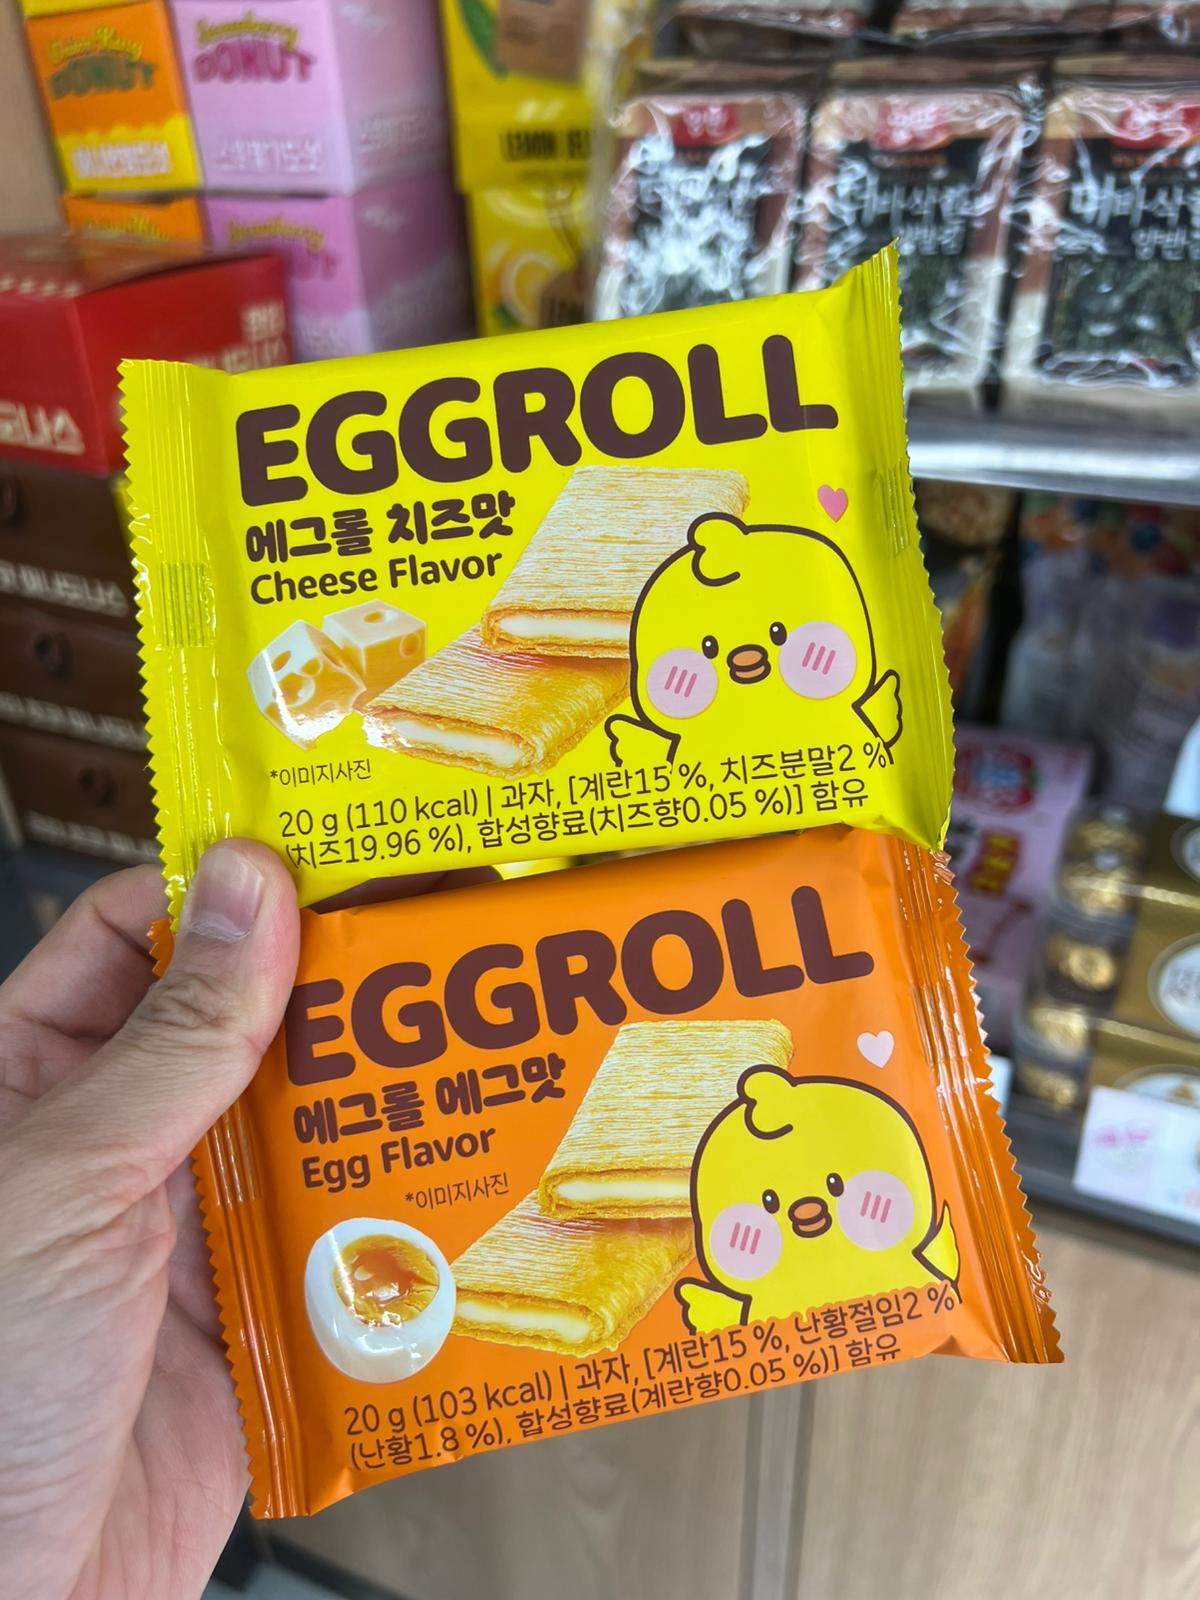 DONUT
Strawberry
DONUT
LEMON
EGGROLL
에그롤 치즈맛
Cheese Flavor
*이미지사진
20 g (110 kcal) | 과자, [계란15 %, 치즈분말2 %
(치즈19.96 %), 합성향료(치즈향0.05 %)] 함유
EGGROLL
에그롤 에그맛
Egg Flavor
*이미지사진
20 g (103 kcal) | 과자, [계란15 %, 난황절임2 %
(난황1.8 %), 합성향료(계란향0.05 %)] 함유